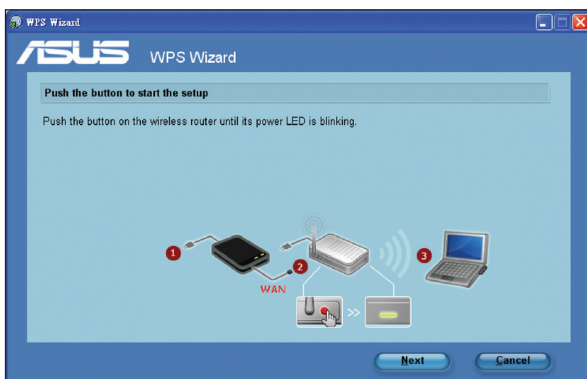 WPS Wizard
ASUS WPS Wizard
Push the button to start the setup
Push the button on the wireless router until its power LED is blinking.
1
2
3
WAN
>>
Next
Cancel